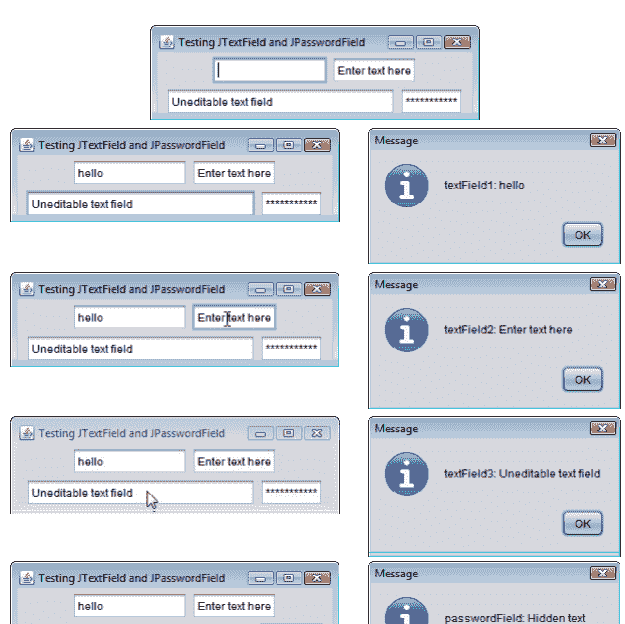 Testing JTextField and JPasswordField
Enter text here
Uneditable text field ***********
Testing JTextField and JPasswordField
hello Enter text here
Uneditable text field ***********
Message
textField1: hello
OK
Testing JTextField and JPasswordField
hello Enter text here
Uneditable text field ***********
Message
textField2: Enter text here
OK
Testing JTextField and JPasswordField
hello Enter text here
Uneditable text field ***********
Message
textField3: Uneditable text field
OK
Testing JTextField and JPasswordField
hello Enter text here
Message
passwordField: Hidden text